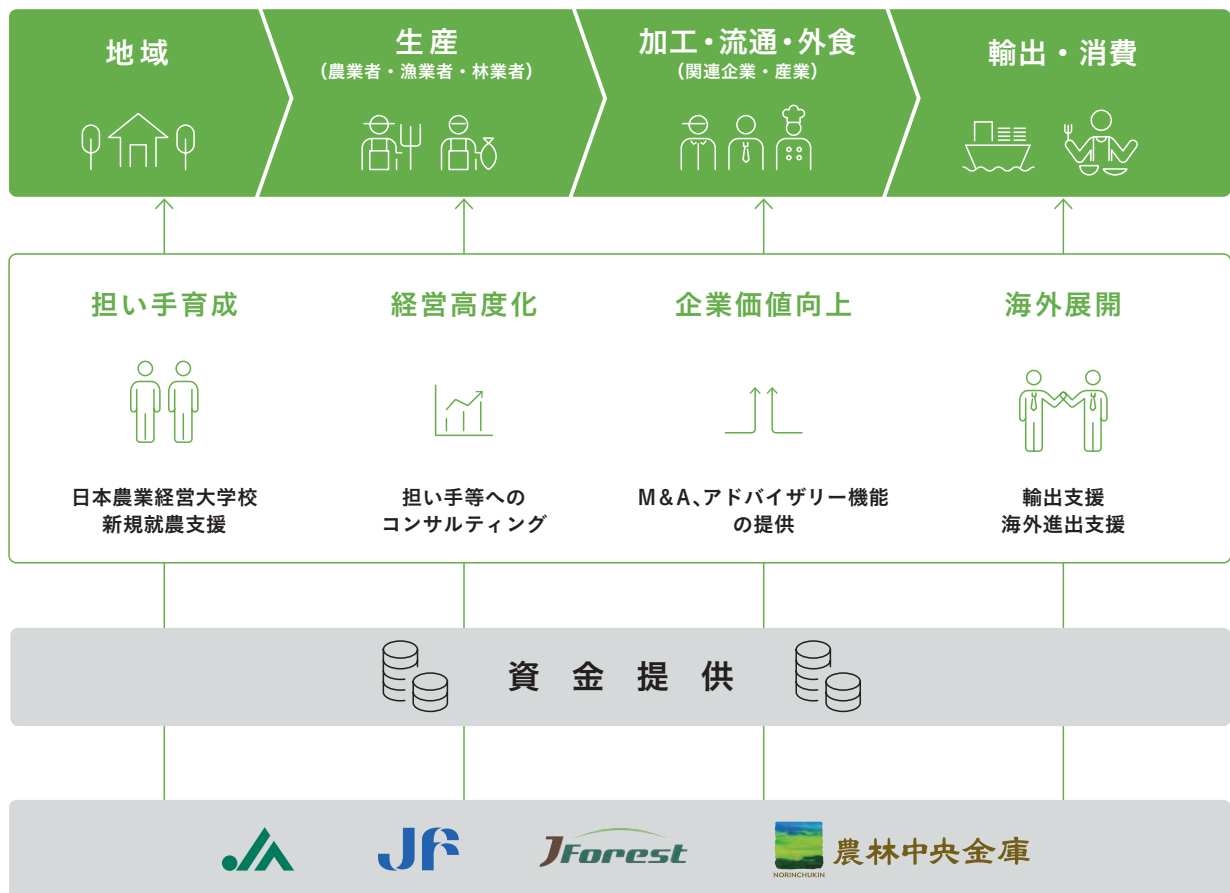 地域
生産
（農業者・漁業者・林業者）
加工・流通・外食
（関連企業・産業）
輸出・消費
担い手育成
経営高度化
企業価値向上
海外展開
日本農業経営大学校
新規就農支援
担い手等への
コンサルティング
M&A、アドバイザリー機能
の提供
輸出支援
海外進出支援
資金提供
JA
JF
JForest
NORINCHUKIN
農林中央金庫